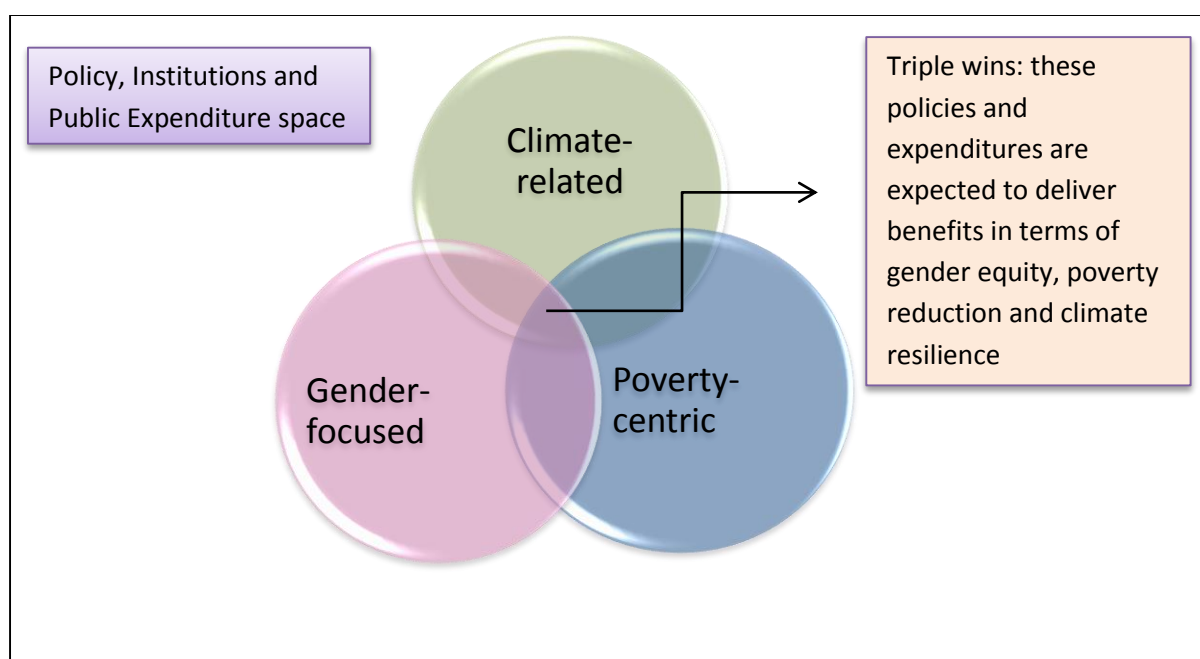 Policy, Institutions and
Public Expenditure space
Climate-
related
Triple wins: these
policies and
expenditures are
expected to deliver
benefits in terms of
gender equity, poverty
reduction and climate
resilience
Gender-
focused
Poverty-
centric